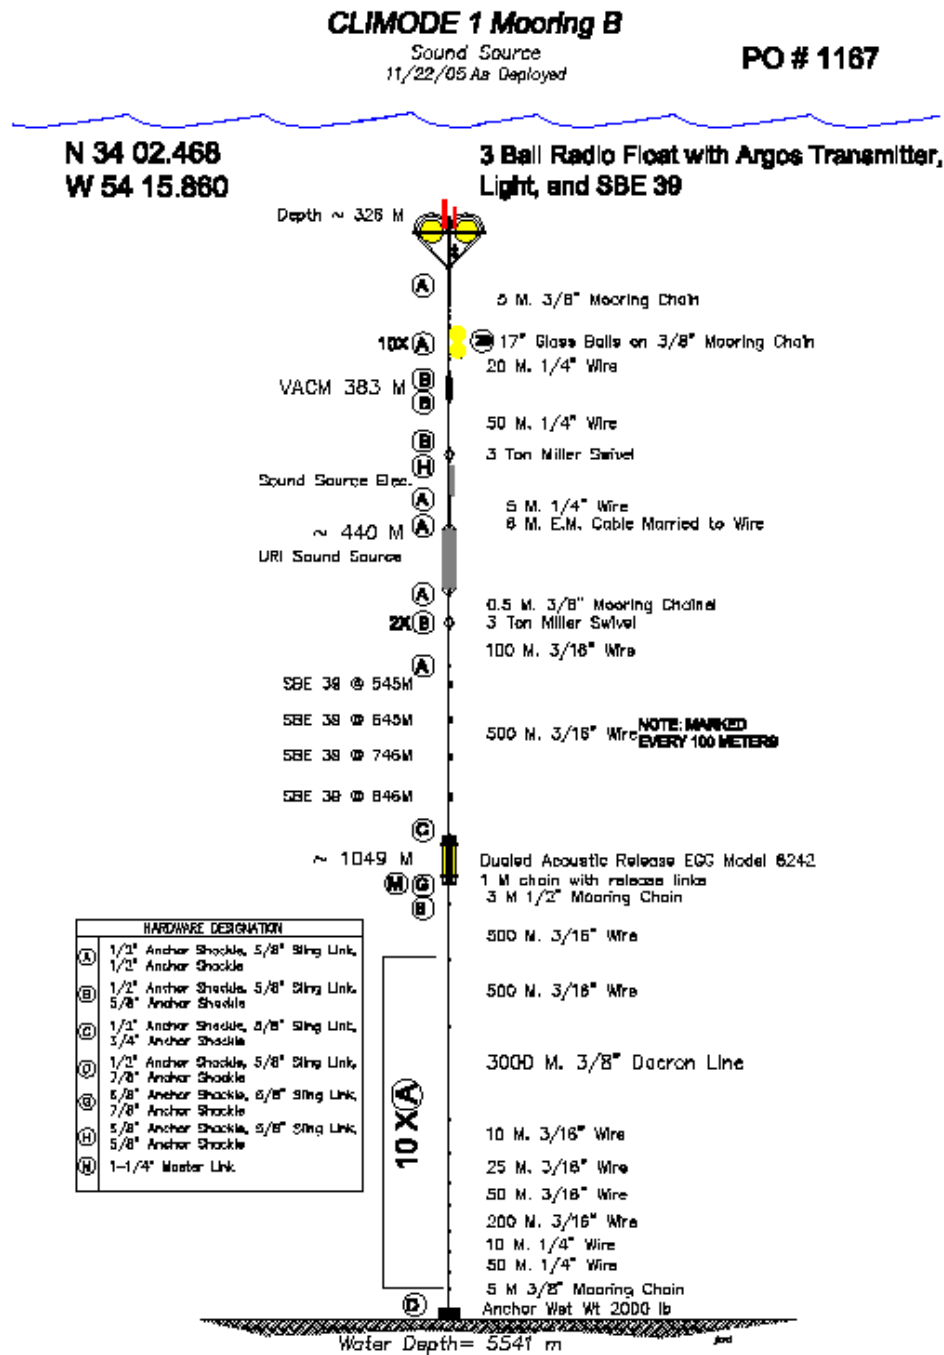 CLIMODE 1 Mooring B
Sound Source
11/22/05 As Deployed
PO # 1167
N 34 02.468
W 54 15.860
3 Ball Radio Float with Argos Transmitter,
Light, and SBE 39
Depth ~ 326 M
A
5 M. 3/8" Mooring Chain
10X A
17" Glass Balls on 3/8" Mooring Chain
20 M. 1/4" Wire
VACM 383 M
B
B
50 M. 1/4" Wire
B
3 Ton Miller Swivel
H
Sound Source Elec.
A
5 M. 1/4" Wire
~ 440 M
A
6 M. E.M. Cable Married to Wire
URI Sound Source
A
0.5 M. 3/8" Mooring Chainel
2X B
3 Ton Miller Swivel
100 M. 3/16" Wire
A
SBE 39 @ 545M
SBE 39 @ 645M
500 M. 3/16" Wire
NOTE: MARKED
EVERY 100 METERS
SBE 39 @ 746M
SBE 39 @ 846M
C
~ 1049 M
Dualed Acoustic Release EGG Model 8242
M G
1 M chain with release links
3 M 1/2" Mooring Chain
500 M. 3/16" Wire
500 M. 3/16" Wire
3000 M. 3/8" Dacron Line
10 X A
10 M. 3/16" Wire
25 M. 3/16" Wire
50 M. 3/16" Wire
200 M. 3/16" Wire
10 M. 1/4" Wire
50 M. 1/4" Wire
5 M 3/8" Mooring Chain
D
Anchor Wet Wt 2000 lb
Water Depth= 5541 m
HARDWARE DESIGNATION
A 1/2" Anchor Shackle, 5/8" Sling Link,
1/2" Anchor Shackle
B 1/2" Anchor Shackle, 5/8" Sling Link,
5/8" Anchor Shackle
C 1/2" Anchor Shackle, 5/8" Sling Link,
3/4" Anchor Shackle
D 1/2" Anchor Shackle, 5/8" Sling Link,
7/8" Anchor Shackle
G 5/8" Anchor Shackle, 5/8" Sling Link,
7/8" Anchor Shackle
H 5/8" Anchor Shackle, 5/8" Sling Link,
5/8" Anchor Shackle
M 1-1/4" Master Link